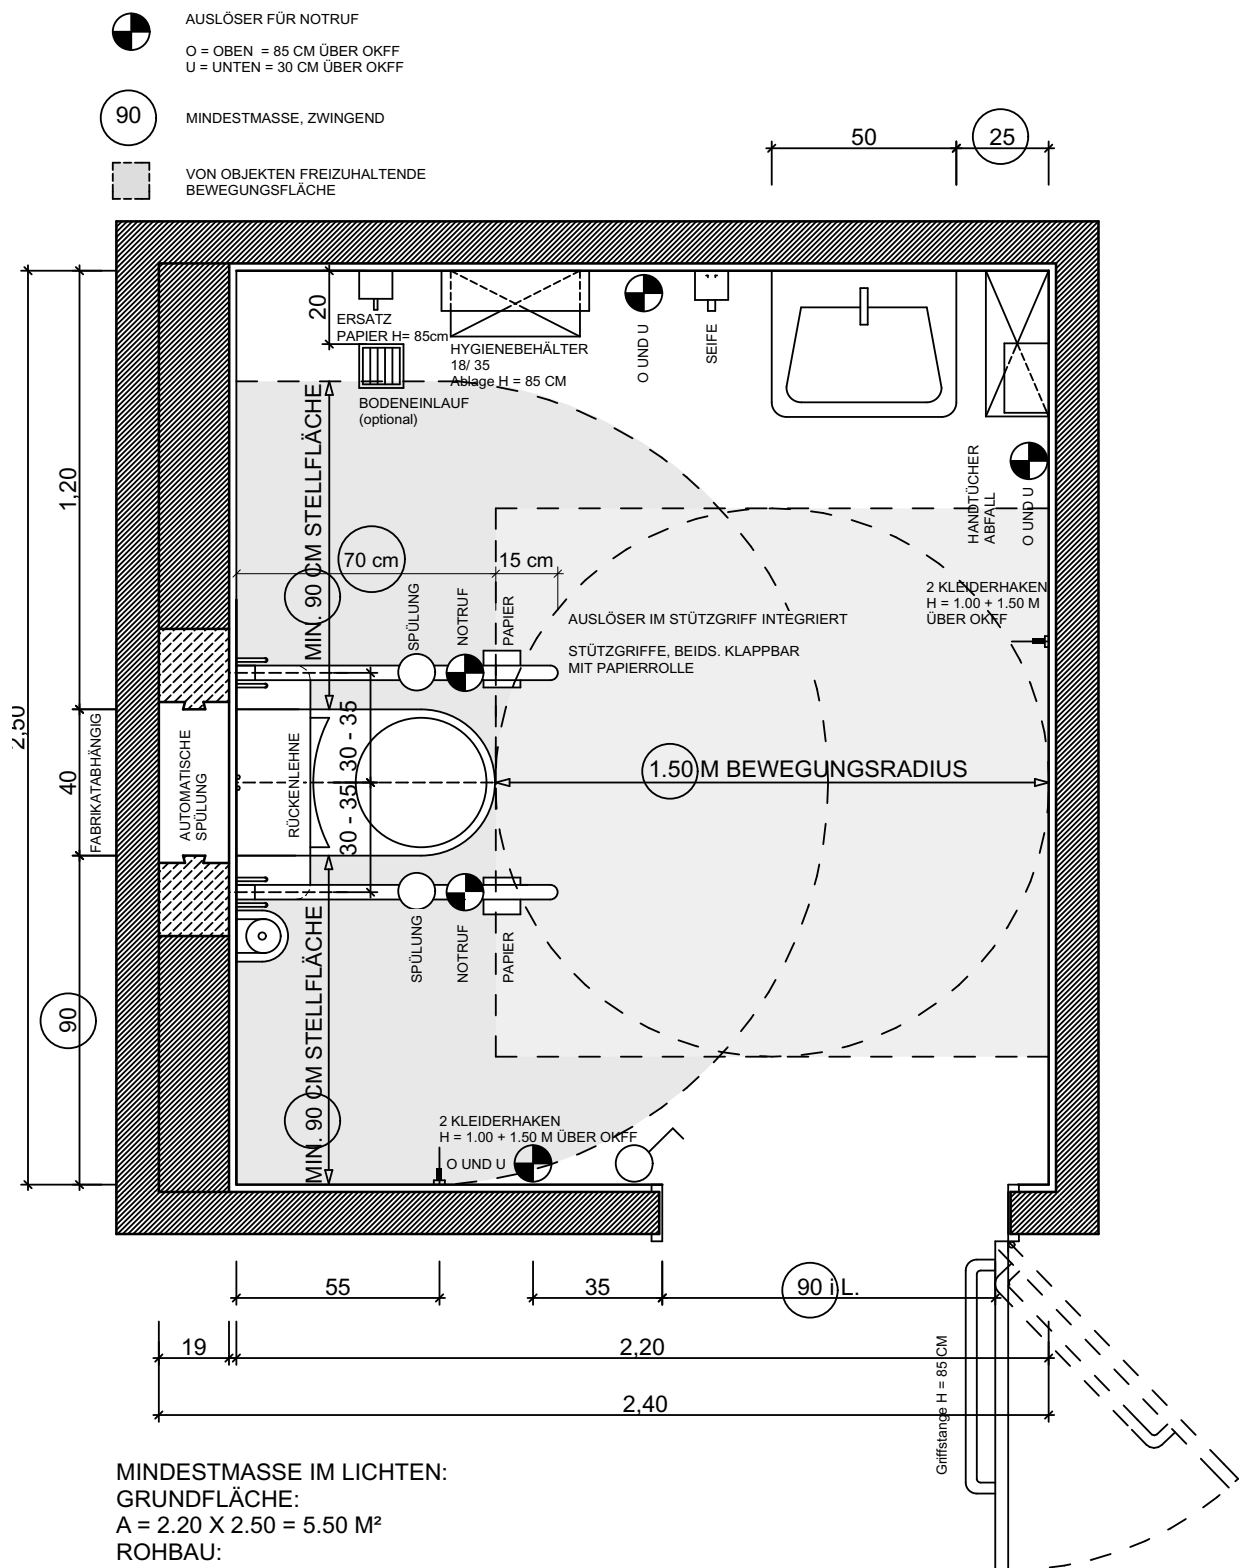 AUSLÖSER FÜR NOTRUF
O = OBEN = 85 CM ÜBER OKFF
U = UNTEN = 30 CM ÜBER OKFF
90
MINDESTMASSE, ZWINGEND
VON OBJEKTEN FREIZUHALTENDE
BEWEGUNGSFLÄCHE
50
25
20
ERSATZ
PAPIER H= 85cm
HYGIENEBEHÄLTER
18/ 35
Ablage H = 85 CM
BODENEINLAUF
(optional)
O UND U
SEIFE
HANDTÜCHER
ABFALL
O UND U
2 KLEIDERHAKEN
H = 1.00 + 1.50 M
ÜBER OKFF
2,50
1,20
40
90
FABRIKATABHÄNGIG
AUTOMATISCHE
SPÜLUNG
MIN. 90 CM STELLFLÄCHE
70 cm
15 cm
SPÜLUNG
NOTRUF
PAPIER
AUSLÖSER IM STÜTZGRIFF INTEGRIERT
STÜTZGRIFFE, BEIDS. KLAPPBAR
MIT PAPIERROLLE
RÜCKENLEHNE
30 - 35
30 - 35
1.50 M BEWEGUNGSRADIUS
SPÜLUNG
NOTRUF
PAPIER
MIN. 90 CM STELLFLÄCHE
2 KLEIDERHAKEN
H = 1.00 + 1.50 M ÜBER OKFF
O UND U
55
35
90 i.L.
19
2,20
2,40
Griffstange H = 85 CM
MINDESTMASSE IM LICHTEN:
GRUNDFLÄCHE:
A = 2.20 X 2.50 = 5.50 M²
ROHBAU: